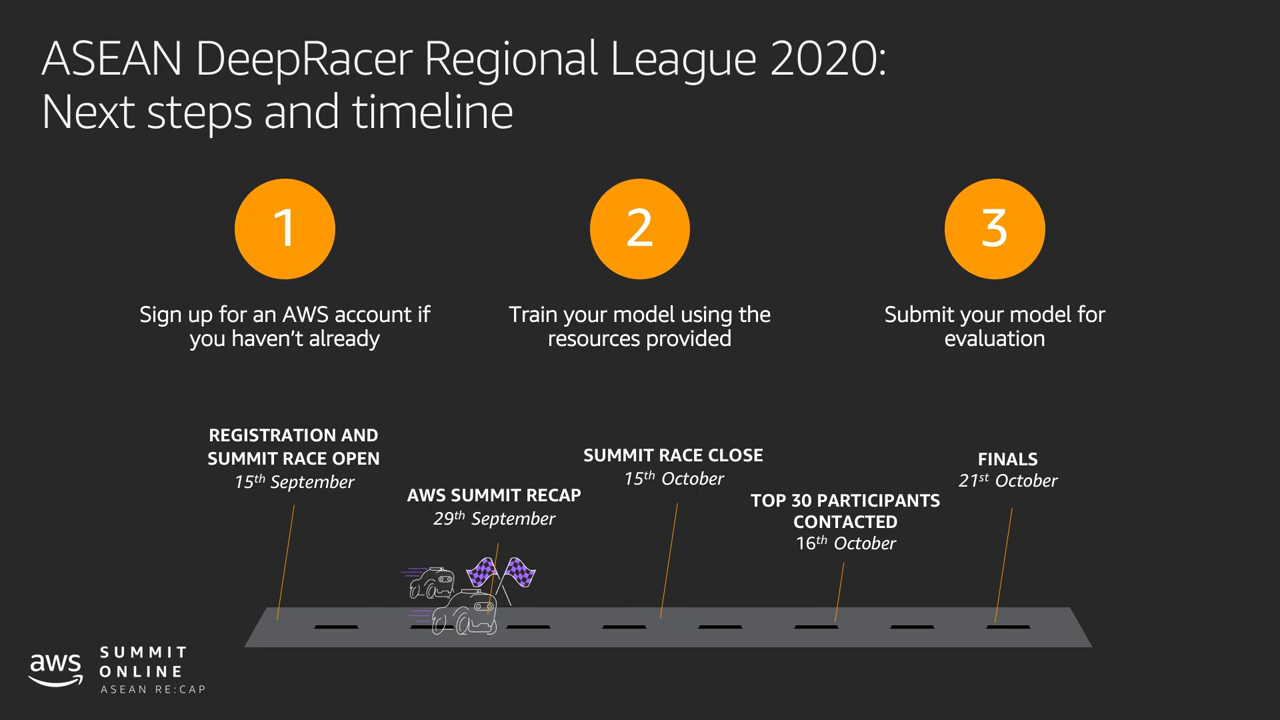 ASEAN DeepRacer Regional League 2020:
Next steps and timeline
1
Sign up for an AWS account if
you haven't already
2
Train your model using the
resources provided
3
Submit your model for
evaluation
REGISTRATION AND
SUMMIT RACE OPEN
15th September
AWS SUMMIT RECAP
29th September
SUMMIT RACE CLOSE
15th October
TOP 30 PARTICIPANTS
CONTACTED
16th October
FINALS
21st October
aws
SUMMIT
ONLINE
ASEAN RE:CAP